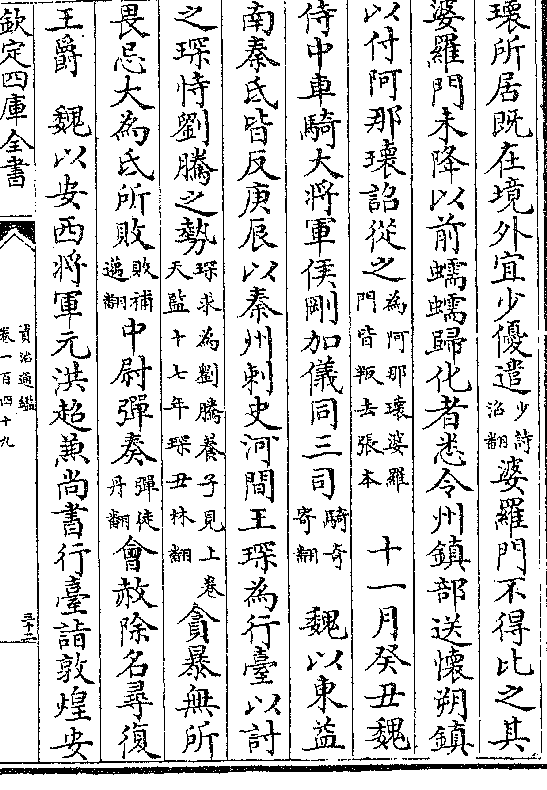 瓌所居既在境外宜少優遣少詩沼翻婆羅門不得比之其
婆羅門未降以前蠕蠕歸化者悉令州鎮部送懷朔鎮
以付阿那瓌詔從之為阿那瓌婆羅門皆叛去張本　十一月癸丑魏
侍中車騎大將軍侯剛加儀同三司騎奇寄翻　魏以東益
南秦氐皆反庚辰以秦州刺史河間王琛為行臺以討
之琛恃劉騰之勢琛求為劉騰養子見上卷天監十七年琛丑林翻貪暴無所
畏忌大為氐所敗敗補邁翻中尉彈奏彈徒丹翻會赦除名尋復
王爵　魏以安西將軍元洪超兼尚書行臺詣敦煌安
欽定四庫全書
資治通鑑
卷一百四十九
三十三